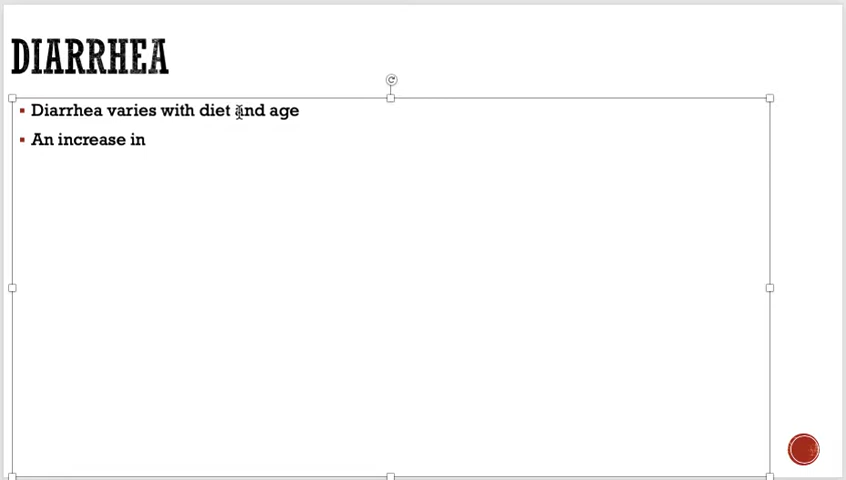 DIARRHEA
Diarrhea varies with diet and age
An increase in